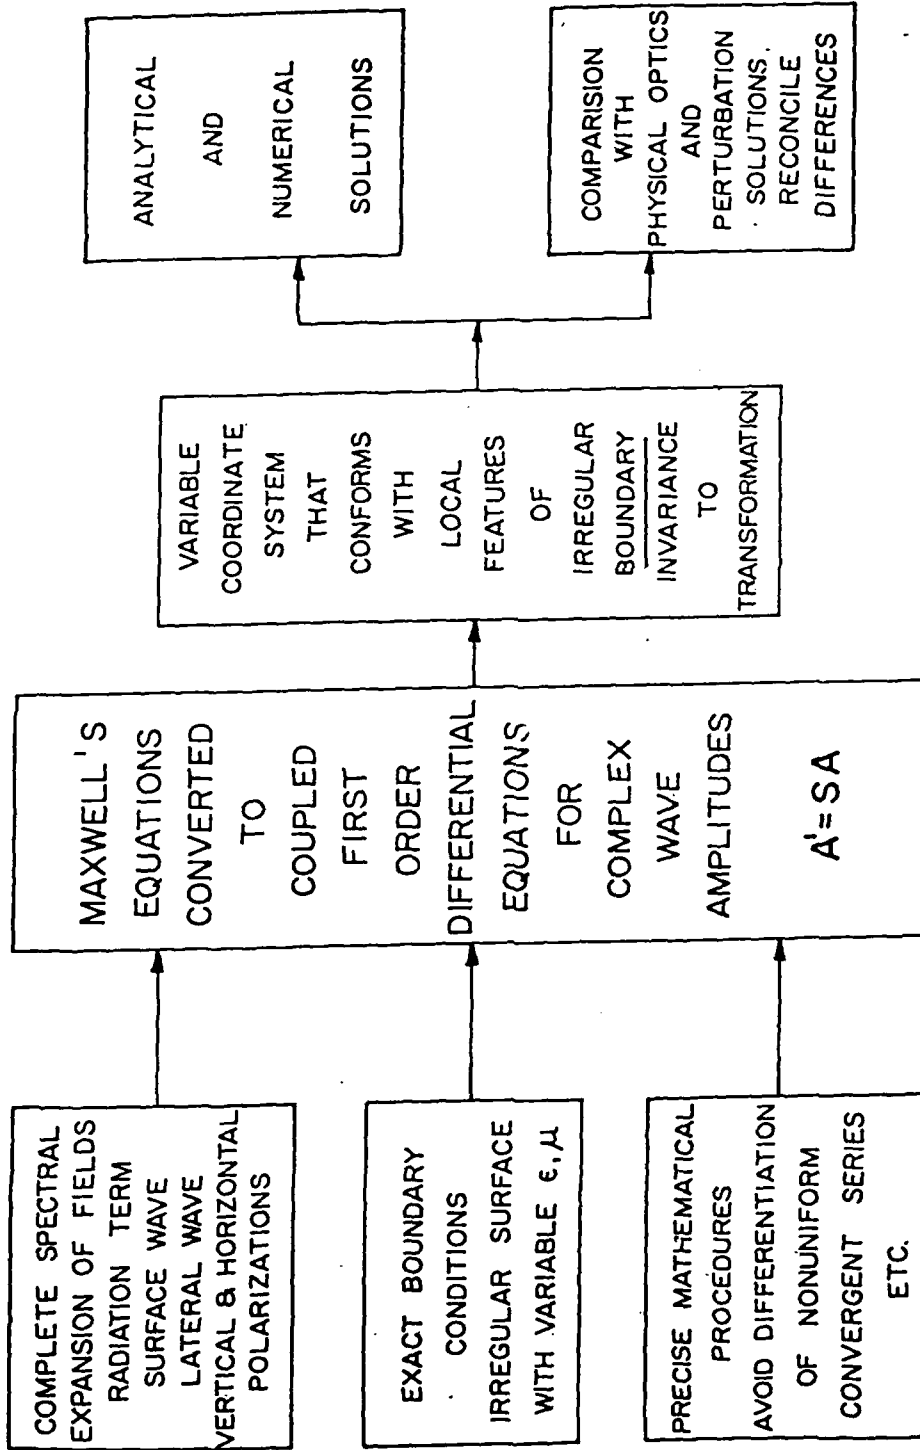 COMPLETE SPECTRAL
EXPANSION OF FIELDS
RADIATION TERM
SURFACE WAVE
LATERAL WAVE
VERTICAL & HORIZONTAL
POLARIZATIONS
EXACT BOUNDARY
CONDITIONS
IRREGULAR SURFACE
WITH VARIABLE ϵ, μ
PRECISE MATHEMATICAL
PROCEDURES
AVOID DIFFERENTIATION
OF NONUNIFORM
CONVERGENT SERIES
ETC.
MAXWELL'S
EQUATIONS
CONVERTED
TO
COUPLED
FIRST
ORDER
DIFFERENTIAL
EQUATIONS
FOR
COMPLEX
WAVE
AMPLITUDES
A' = SA
VARIABLE
COORDINATE
SYSTEM
THAT
CONFORMS
WITH
LOCAL
FEATURES
OF
IRREGULAR
BOUNDARY
INVARIANCE
TO
TRANSFORMATION
ANALYTICAL
AND
NUMERICAL
SOLUTIONS
COMPARISION
WITH
PHYSICAL OPTICS
AND
PERTURBATION
SOLUTIONS.
RECONCILE
DIFFERENCES